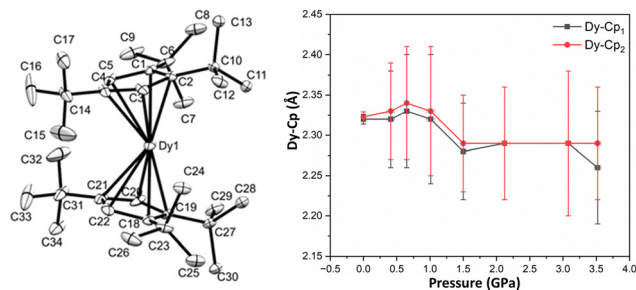 C8
C13
C9
C17
C6
C5
C1
C10
C16
C4
C2
C11
C3
C12
C14
C7
C15
Dy1
C32
C24
C21
C20
C29
C28
C33
C31
C19
C22
C18
C27
C34
C23
C26
C25
C30
2.45
2.40
2.35
2.30
2.25
2.20
2.15
Dy-Cp (Å)
Dy-Cp₁
Dy-Cp₂
−0.5 0.0 0.5 1.0 1.5 2.0 2.5 3.0 3.5 4.0
Pressure (GPa)